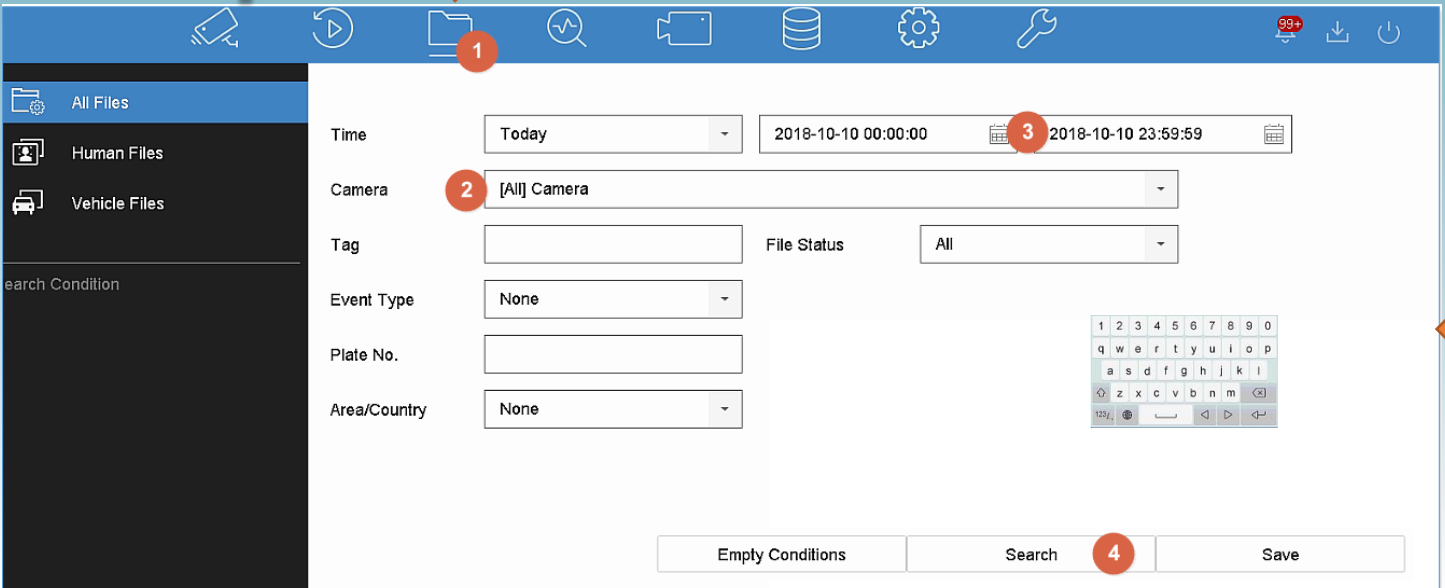 99+
1
All Files
Time
Today
2018-10-10 00:00:00
3
2018-10-10 23:59:59
Human Files
Camera
2
[All] Camera
Vehicle Files
Tag
File Status
All
earch Condition
Event Type
None
1 2 3 4 5 6 7 8 9 0
q w e r t y u i o p
Plate No.
a s d f g h j k l
z x c v b n m
Area/Country
None
123/,
Empty Conditions
Search
4
Save